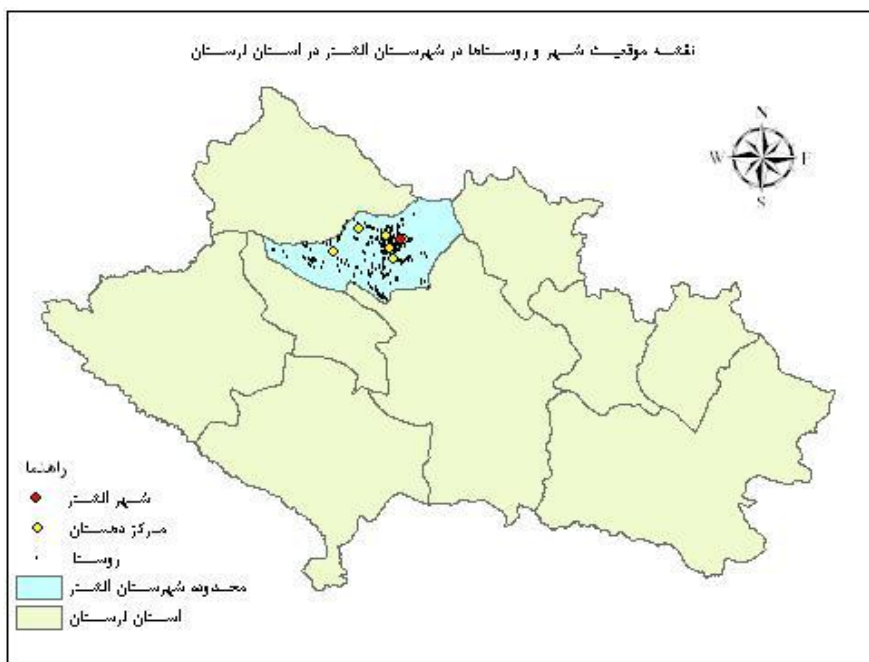 نقشه موقعیت شهر و روستاها در شهرستان الشتر در استان لرستان
N
W E
S
راهنما
شهر الشتر
مرکز دهستان
روستا
محدوده شهرستان الشتر
استان لرستان